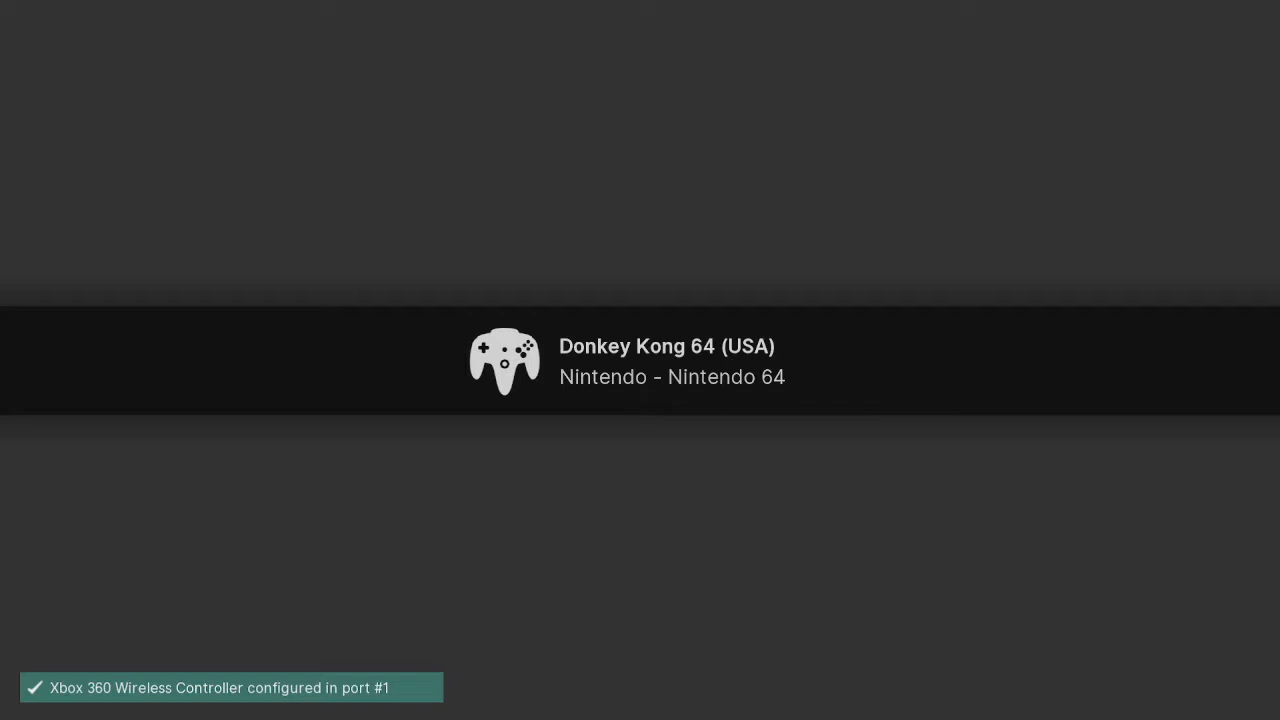 Donkey Kong 64 (USA)
Nintendo - Nintendo 64
Xbox 360 Wireless Controller configured in port #1